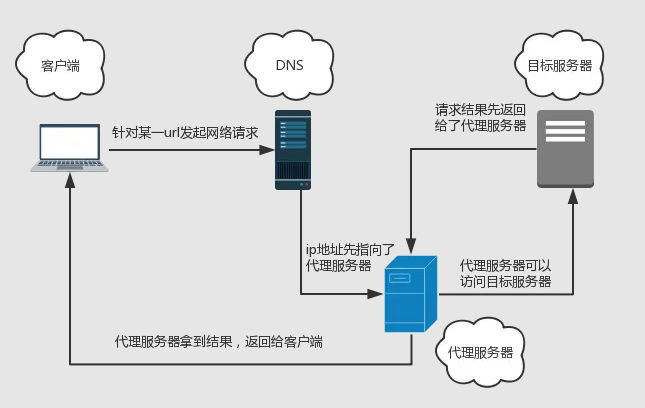 客户端
DNS
目标服务器
针对某一url发起网络请求
请求结果先返回
给了代理服务器
ip地址先指向了
代理服务器
代理服务器可以
访问目标服务器
代理服务器拿到结果，返回给客户端
代理服务器